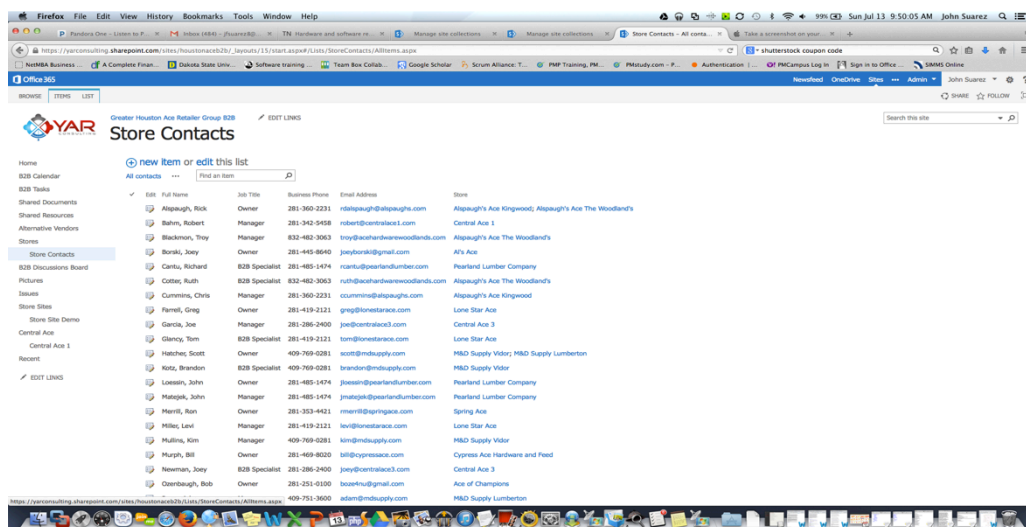 Firefox File Edit View History Bookmarks Tools Window Help 99% Sun Jul 13 9:50:05 AM John Suarez
Pandora One - Listen to P... Inbox (484) - jlsuarez8@... TN Hardware and software re... Manage site collections Manage site collections Store Contacts - All conta... Take a screenshot on your...
https://yarconsulting.sharepoint.com/sites/houstonaceb2b/_layouts/15/start.aspx#/Lists/StoreContacts/AllItems.aspx shutterstock coupon code
NetMBA Business ... A Complete Finan... Dakota State Univ... Software training ... Team Box Collab... Google Scholar Scrum Alliance: T... PMP Training, PM... PMstudy.com - P... Authentication | ... PMCampus Log In Sign in to Office ... SIMMS Online
Office 365 Newsfeed OneDrive Sites ... Admin John Suarez ?
BROWSE ITEMS LIST SHARE FOLLOW
YAR CONSULTING
Greater Houston Ace Retailer Group B2B EDIT LINKS Search this site
Store Contacts
Home
B2B Calendar
B2B Tasks
Shared Documents
Shared Resources
Alternative Vendors
Stores
Store Contacts
B2B Discussions Board
Pictures
Issues
Store Sites
Store Site Demo
Central Ace
Central Ace 1
Recent
EDIT LINKS
new item or edit this list
All contacts ... Find an item
Edit Full Name Job Title Business Phone Email Address Store
Alspaugh, Rick Owner 281-360-2231 rdalspaugh@alspaughs.com Alspaugh's Ace Kingwood; Alspaugh's Ace The Woodland's
Bahm, Robert Manager 281-342-5458 robert@centralace1.com Central Ace 1
Blackmon, Troy Manager 832-482-3063 troy@acehardwarewoodlands.com Alspaugh's Ace The Woodland's
Borski, Joey Owner 281-445-8640 joeyborski@gmail.com Al's Ace
Cantu, Richard B2B Specialist 281-485-1474 rcantu@pearlandlumber.com Pearland Lumber Company
Cotter, Ruth B2B Specialist 832-482-3063 ruth@acehardwarewoodlands.com Alspaugh's Ace The Woodland's
Cummins, Chris Manager 281-360-2231 ccummins@alspaughs.com Alspaugh's Ace Kingwood
Farrell, Greg Owner 281-419-2121 greg@lonestarace.com Lone Star Ace
Garcia, Joe Manager 281-286-2400 joe@centralace3.com Central Ace 3
Glancy, Tom B2B Specialist 281-419-2121 tom@lonestarace.com Lone Star Ace
Hatcher, Scott Owner 409-769-0281 scott@mdsupply.com M&D Supply Vidor; M&D Supply Lumberton
Kotz, Brandon B2B Specialist 409-769-0281 brandon@mdsupply.com M&D Supply Vidor
Loessin, John Owner 281-485-1474 jloessin@pearlandlumber.com Pearland Lumber Company
Matejek, John Manager 281-485-1474 jmatejek@pearlandlumber.com Pearland Lumber Company
Merrill, Ron Owner 281-353-4421 rmerrill@springace.com Spring Ace
Miller, Levi Manager 281-419-2121 levi@lonestarace.com Lone Star Ace
Mullins, Kim Manager 409-769-0281 kim@mdsupply.com M&D Supply Vidor
Murph, Bill Owner 281-469-8020 bill@cypressace.com Cypress Ace Hardware and Feed
Newman, Joey B2B Specialist 281-286-2400 joey@centralace3.com Central Ace 3
Ozenbaugh, Bob Owner 281-251-0100 boze4nu@gmail.com Ace of Champions
409-751-3600 adam@mdsupply.com M&D Supply Lumberton
https://yarconsulting.sharepoint.com/sites/houstonaceb2b/Lists/StoreContacts/AllItems.aspx